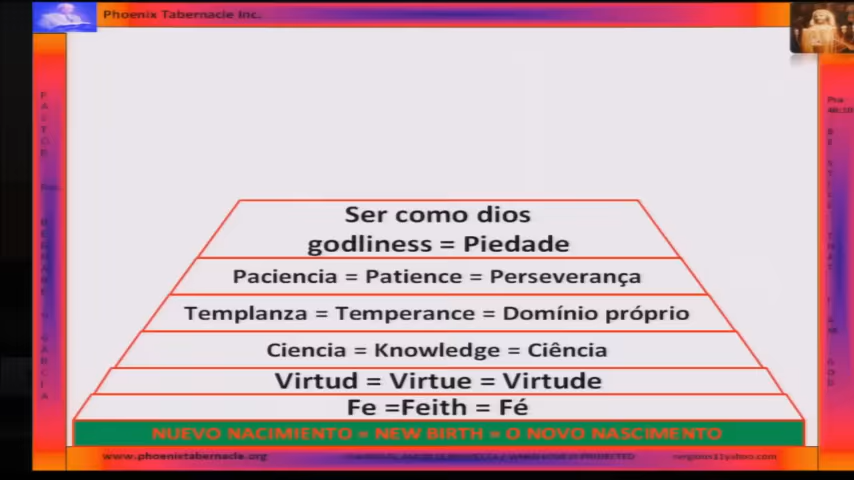 Phoenix Tabernacle Inc.
Ser como dios
godliness = Piedade
Paciencia = Patience = Perseverança
Templanza = Temperance = Domínio próprio
Ciencia = Knowledge = Ciência
Virtud = Virtue = Virtude
Fe =Feith = Fé
NUEVO NACIMIENTO = NEW BIRTH = O NOVO NASCIMENTO
www.phoenixtabernacle.org